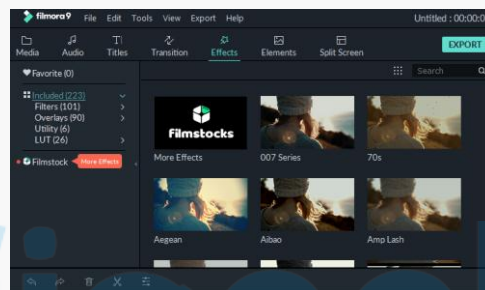 filmora9 File Edit Tools View Export Help Untitled : 00:00:0
Media Audio Titles Transition Effects Elements Split Screen EXPORT
Favorite (0) Search
Included (223)
Filters (101)
Overlays (90)
Utility (6)
LUT (26)
Filmstock More Effects
filmstocks
More Effects 007 Series 70s
Aegean Aibao Amp Lash